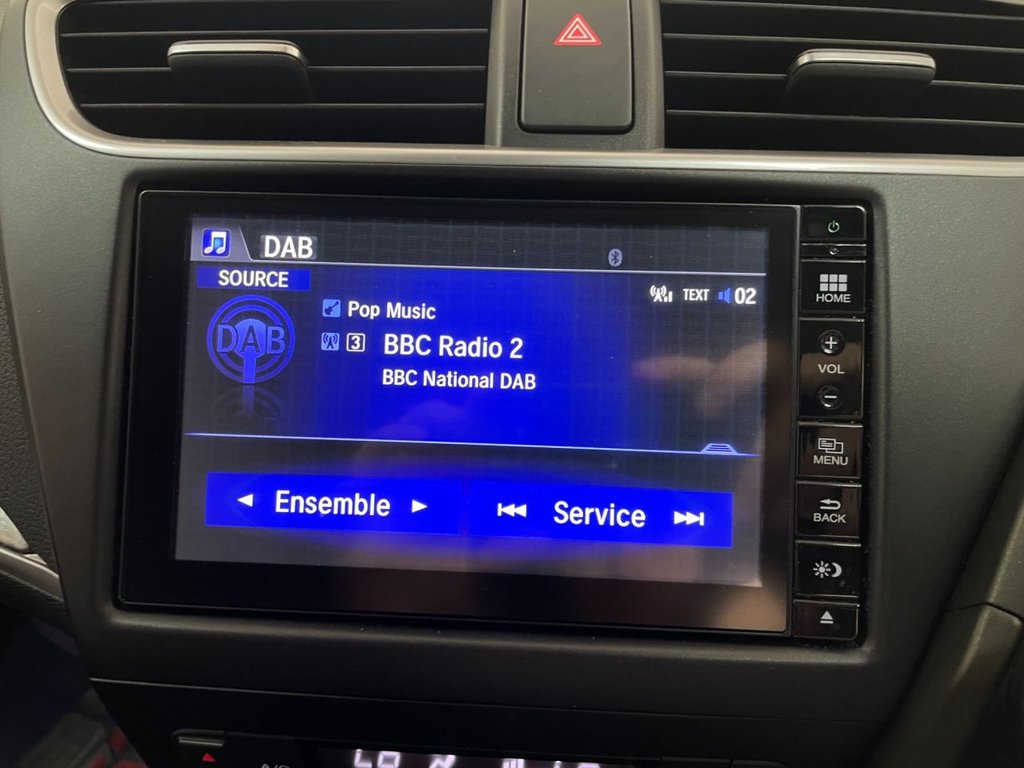 DAB
SOURCE
TEXT 02
DAB
Pop Music
3 BBC Radio 2
BBC National DAB
Ensemble
Service
HOME
+
VOL
−
MENU
BACK
LO